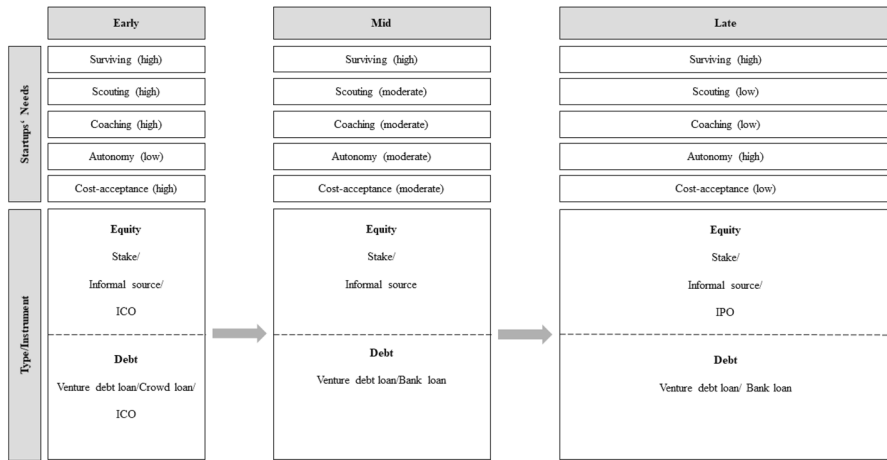 Early
Mid
Late
Startups' Needs
Surviving (high)
Surviving (high)
Surviving (high)
Scouting (high)
Scouting (moderate)
Scouting (low)
Coaching (high)
Coaching (moderate)
Coaching (low)
Autonomy (low)
Autonomy (moderate)
Autonomy (high)
Cost-acceptance (high)
Cost-acceptance (moderate)
Cost-acceptance (low)
Type/Instrument
Equity
Stake/
Informal source/
ICO
Debt
Venture debt loan/Crowd loan/
ICO
Equity
Stake/
Informal source
Debt
Venture debt loan/Bank loan
Equity
Stake/
Informal source/
IPO
Debt
Venture debt loan/ Bank loan